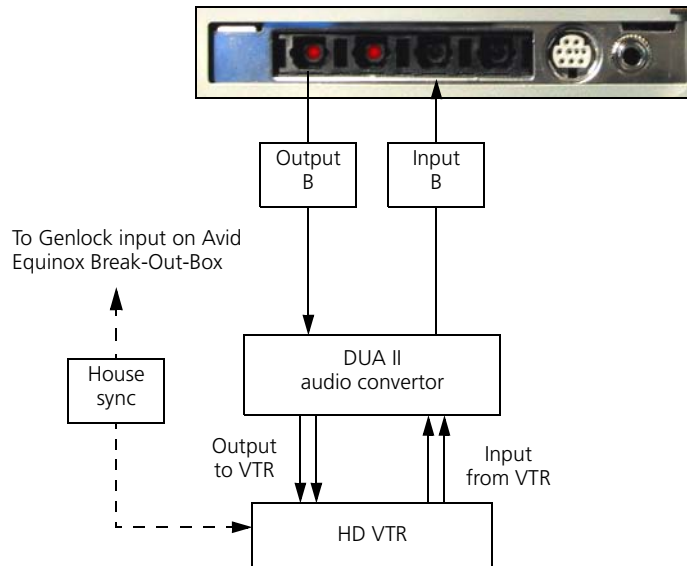 Output
B
Input
B
To Genlock input on Avid
Equinox Break-Out-Box
House
sync
DUA II
audio convertor
Output
to VTR
Input
from VTR
HD VTR